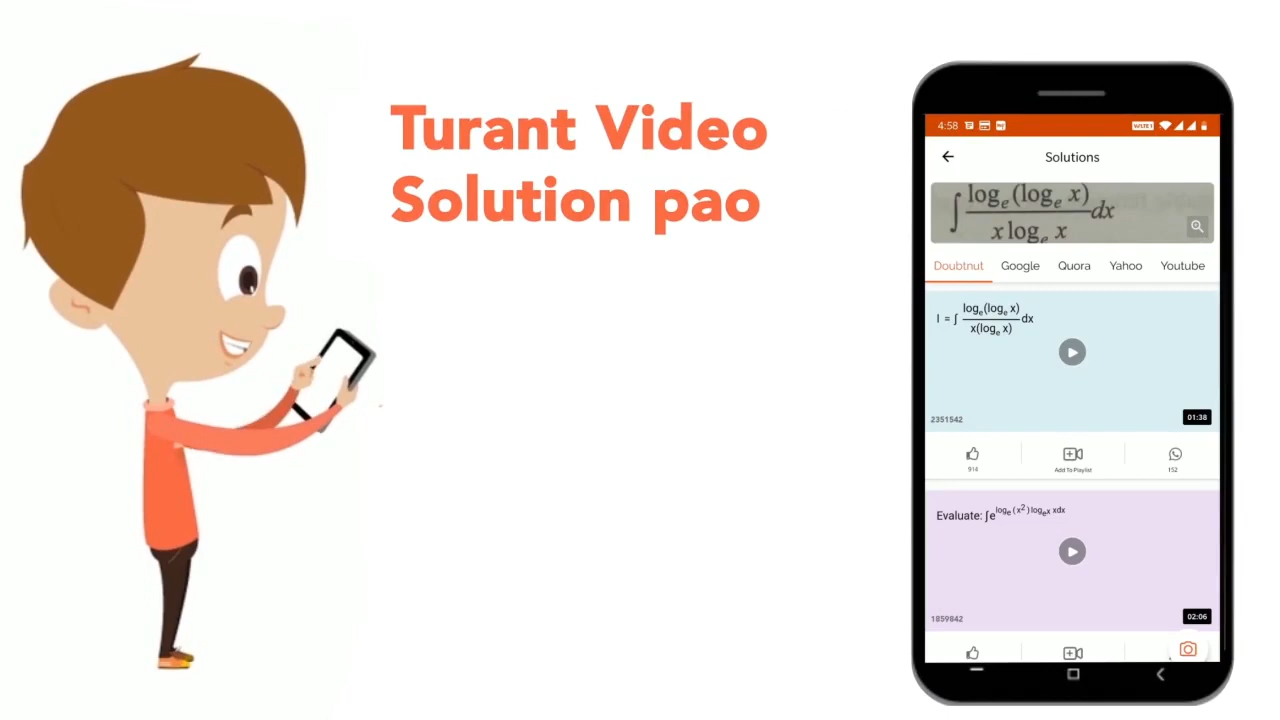 Turant Video
Solution pao
4:58
VoLTE1
Solutions
∫ logₑ(logₑ x) / x logₑ x dx
Doubtnut Google Quora Yahoo Youtube
I = ∫ logₑ(logₑ x) / x(logₑ x) dx
2351542 01:38
914 Add To Playlist 152
Evaluate: ∫e^logₑ(x²)logₑx xdx
1859842 02:06